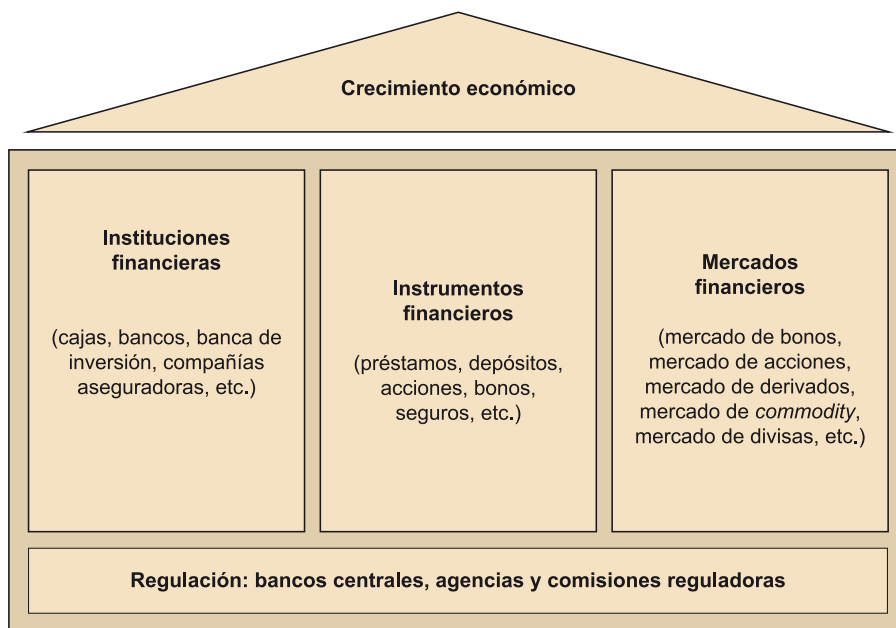 Crecimiento económico
Instituciones
financieras
(cajas, bancos, banca de
inversión, compañías
aseguradoras, etc.)
Instrumentos
financieros
(préstamos, depósitos,
acciones, bonos,
seguros, etc.)
Mercados
financieros
(mercado de bonos,
mercado de acciones,
mercado de derivados,
mercado de commodity,
mercado de divisas, etc.)
Regulación: bancos centrales, agencias y comisiones reguladoras